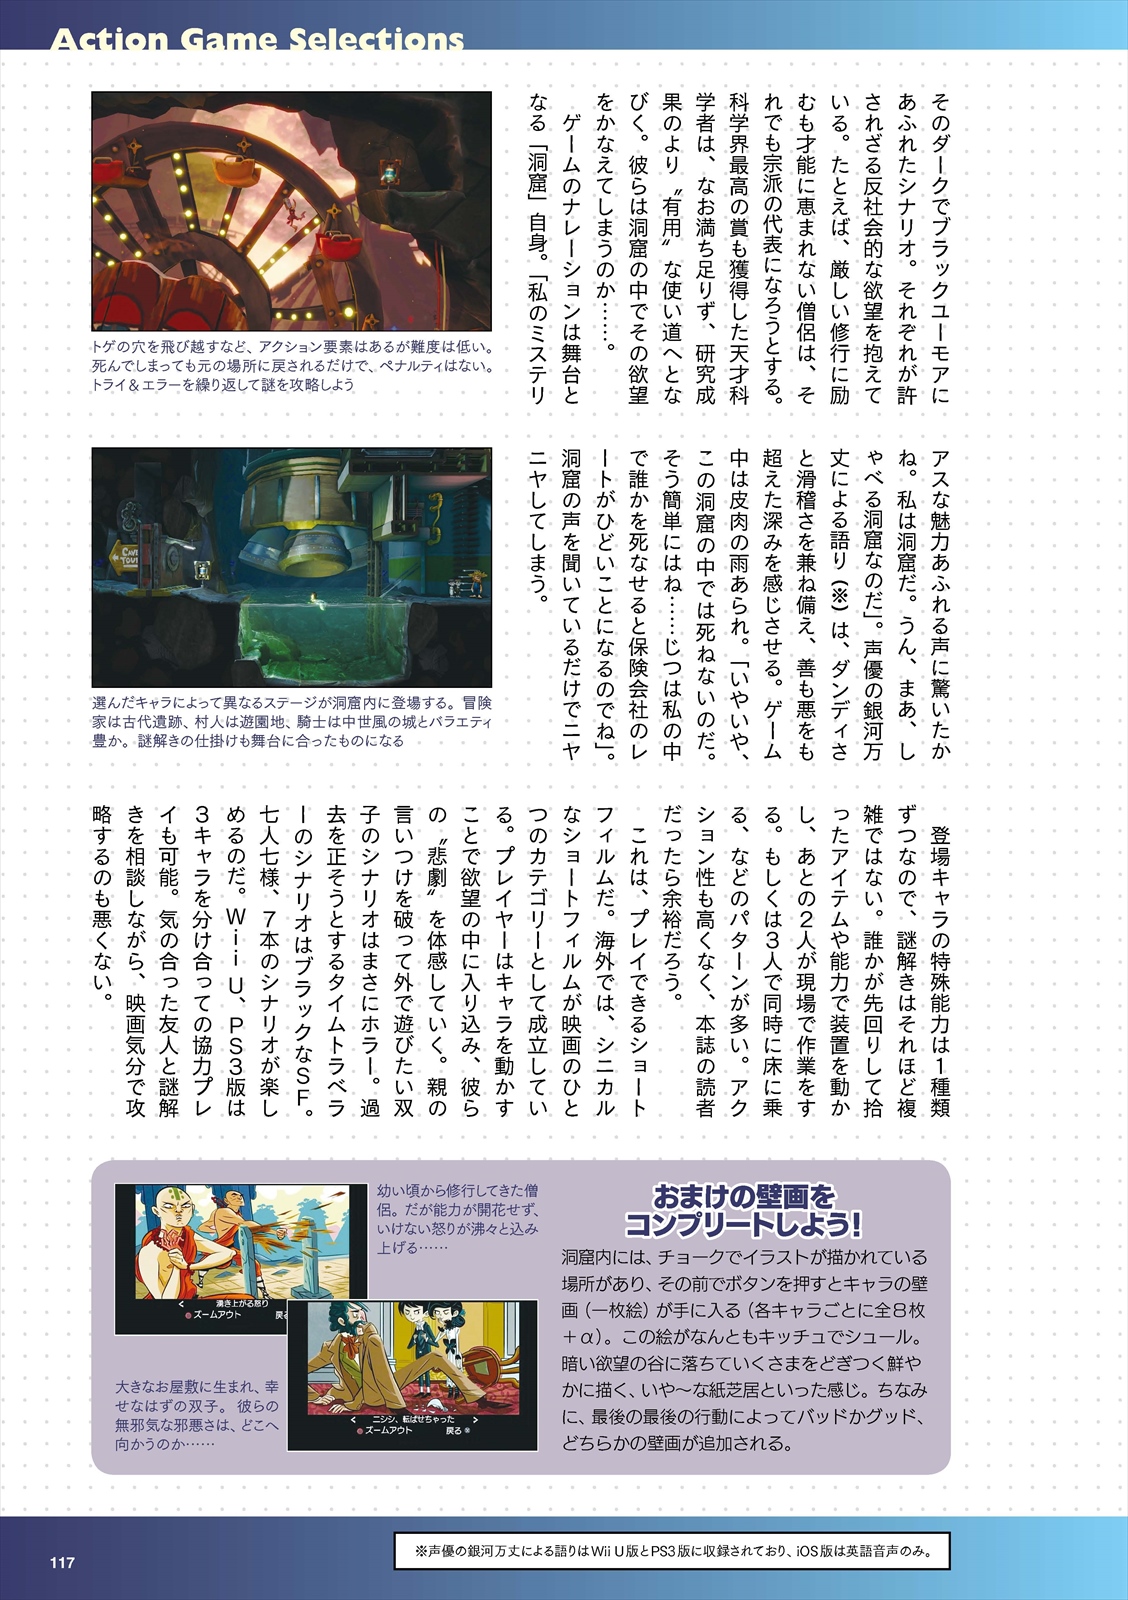 Action Game Selections
そのダークでブラックユーモアに
あふれたシナリオ。それぞれが許
されざる反社会的な欲望を抱えて
いる。たとえば、厳しい修行に励
むも才能に恵まれない僧侶は、そ
れでも宗派の代表になろうとする。
科学界最高の賞も獲得した天才科
学者は、なお満ち足りず、研究成
果のより〝有用〟な使い道へとな
びく。彼らは洞窟の中でその欲望
をかなえてしまうのか……。
ゲームのナレーションは舞台と
なる「洞窟」自身。「私のミステリ
アスな魅力あふれる声に驚いたか
ね。私は洞窟だ。うん、まあ、し
ゃべる洞窟なのだ」。声優の銀河万
丈による語り(※)は、ダンディさ
と滑稽さを兼ね備え、善も悪をも
超えた深みを感じさせる。ゲーム
中は皮肉の雨あられ。「いやいや、
この洞窟の中では死ねないのだ。
そう簡単にはね……じつは私の中
で誰かを死なせると保険会社のレ
ートがひどいことになるのでね」。
洞窟の声を聞いているだけでニヤ
ニヤしてしまう。
登場キャラの特殊能力は1種類
ずつなので、謎解きはそれほど複
雑ではない。誰かが先回りして拾
ったアイテムや能力で装置を動か
し、あとの2人が現場で作業をす
る。もしくは3人で同時に床に乗
る、などのパターンが多い。アク
ション性も高くなく、本誌の読者
だったら余裕だろう。
これは、プレイできるショート
フィルムだ。海外では、シニカル
なショートフィルムが映画のひと
つのカテゴリーとして成立してい
る。プレイヤーはキャラを動かす
ことで欲望の中に入り込み、彼ら
の〝悲劇〟を体感していく。親の
言いつけを破って外で遊びたい双
子のシナリオはまさにホラー。過
去を正そうとするタイムトラベラ
ーのシナリオはブラックなSF。
七人七様、7本のシナリオが楽し
めるのだ。Wii U、PS3版は
3キャラを分け合っての協力プレ
イも可能。気の合った友人と謎解
きを相談しながら、映画気分で攻
略するのも悪くない。
トゲの穴を飛び越すなど、アクション要素はあるが難度は低い。
死んでしまっても元の場所に戻されるだけで、ペナルティはない。
トライ&エラーを繰り返して謎を攻略しよう
CAVE
TOUR
選んだキャラによって異なるステージが洞窟内に登場する。冒険
家は古代遺跡、村人は遊園地、騎士は中世風の城とバラエティ
豊か。謎解きの仕掛けも舞台に合ったものになる
おまけの壁画を
コンプリートしよう!
洞窟内には、チョークでイラストが描かれている
場所があり、その前でボタンを押すとキャラの壁
画(一枚絵)が手に入る(各キャラごとに全8枚
+α)。この絵がなんともキッチュでシュール。
暗い欲望の谷に落ちていくさまをどぎつく鮮や
かに描く、いや〜な紙芝居といった感じ。ちなみ
に、最後の最後の行動によってバッドかグッド、
どちらかの壁画が追加される。
幼い頃から修行してきた僧
侶。だが能力が開花せず、
いけない怒りが沸々と込み
上げる……
< 湧き上がる怒り
ズームアウト 戻る
< ニシシ、転ばせちゃった >
ズームアウト 戻る
大きなお屋敷に生まれ、幸
せなはずの双子。彼らの
無邪気な邪悪さは、どこへ
向かうのか……
117
※声優の銀河万丈による語りはWii U版とPS3版に収録されており、iOS版は英語音声のみ。